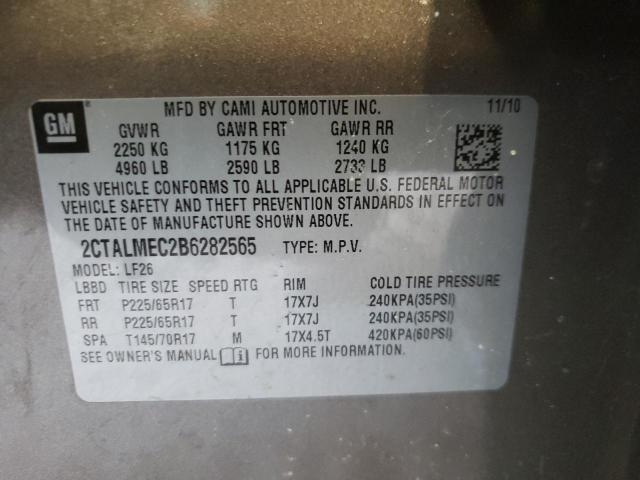 GM
MFD BY CAMI AUTOMOTIVE INC. 11/10
GVWR GAWR FRT GAWR RR
2250 KG 1175 KG 1240 KG
4960 LB 2590 LB 2733 LB
THIS VEHICLE CONFORMS TO ALL APPLICABLE U.S. FEDERAL MOTOR
VEHICLE SAFETY AND THEFT PREVENTION STANDARDS IN EFFECT ON
THE DATE OF MANUFACTURE SHOWN ABOVE.
2CTALMEC2B6282565 TYPE: M.P.V.
MODEL: LF26
LBBD TIRE SIZE SPEED RTG RIM COLD TIRE PRESSURE
FRT P225/65R17 T 17X7J 240KPA(35PSI)
RR P225/65R17 T 17X7J 240KPA(35PSI)
SPA T145/70R17 M 17X4.5T 420KPA(60PSI)
SEE OWNER'S MANUAL FOR MORE INFORMATION.